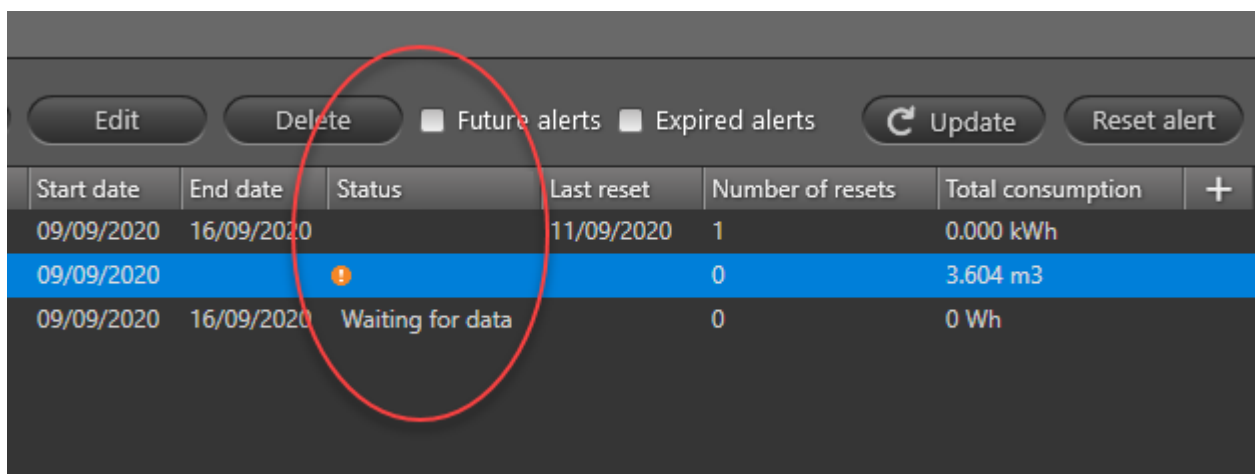 Edit Delete Future alerts Expired alerts Update Reset alert
Start date End date Status Last reset Number of resets Total consumption +
09/09/2020 16/09/2020 11/09/2020 1 0.000 kWh
09/09/2020 ! 0 3.604 m3
09/09/2020 16/09/2020 Waiting for data 0 0 Wh